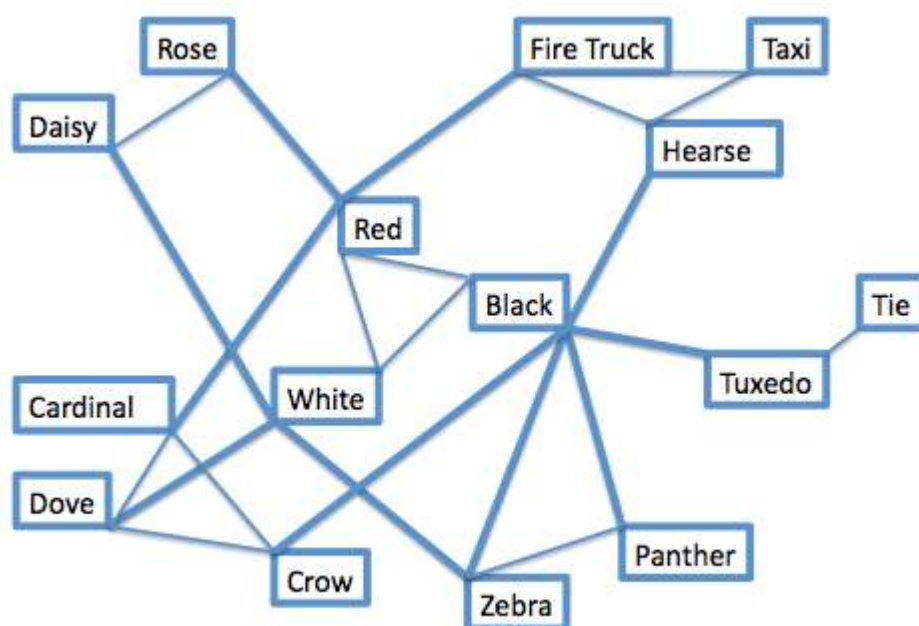 Rose
Fire Truck
Taxi
Daisy
Hearse
Red
Black
Tie
Tuxedo
White
Cardinal
Dove
Panther
Crow
Zebra